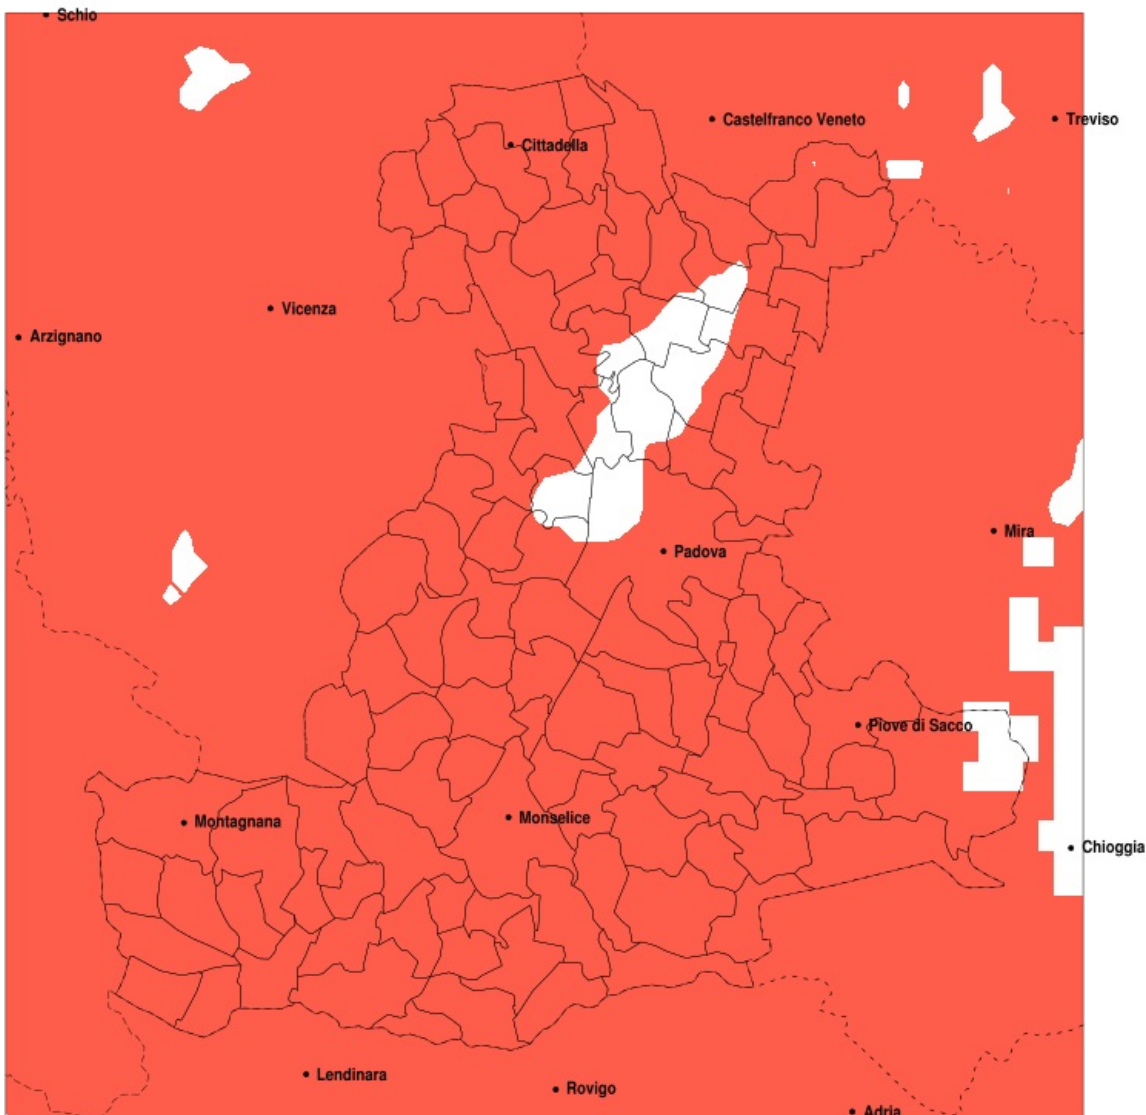 Schio
Castelfranco Veneto
Treviso
Cittadella
Vicenza
Arzignano
Mira
Padova
Piove di Sacco
Monselice
Montagnana
Chioggia
Lendinara
Rovigo
Adria